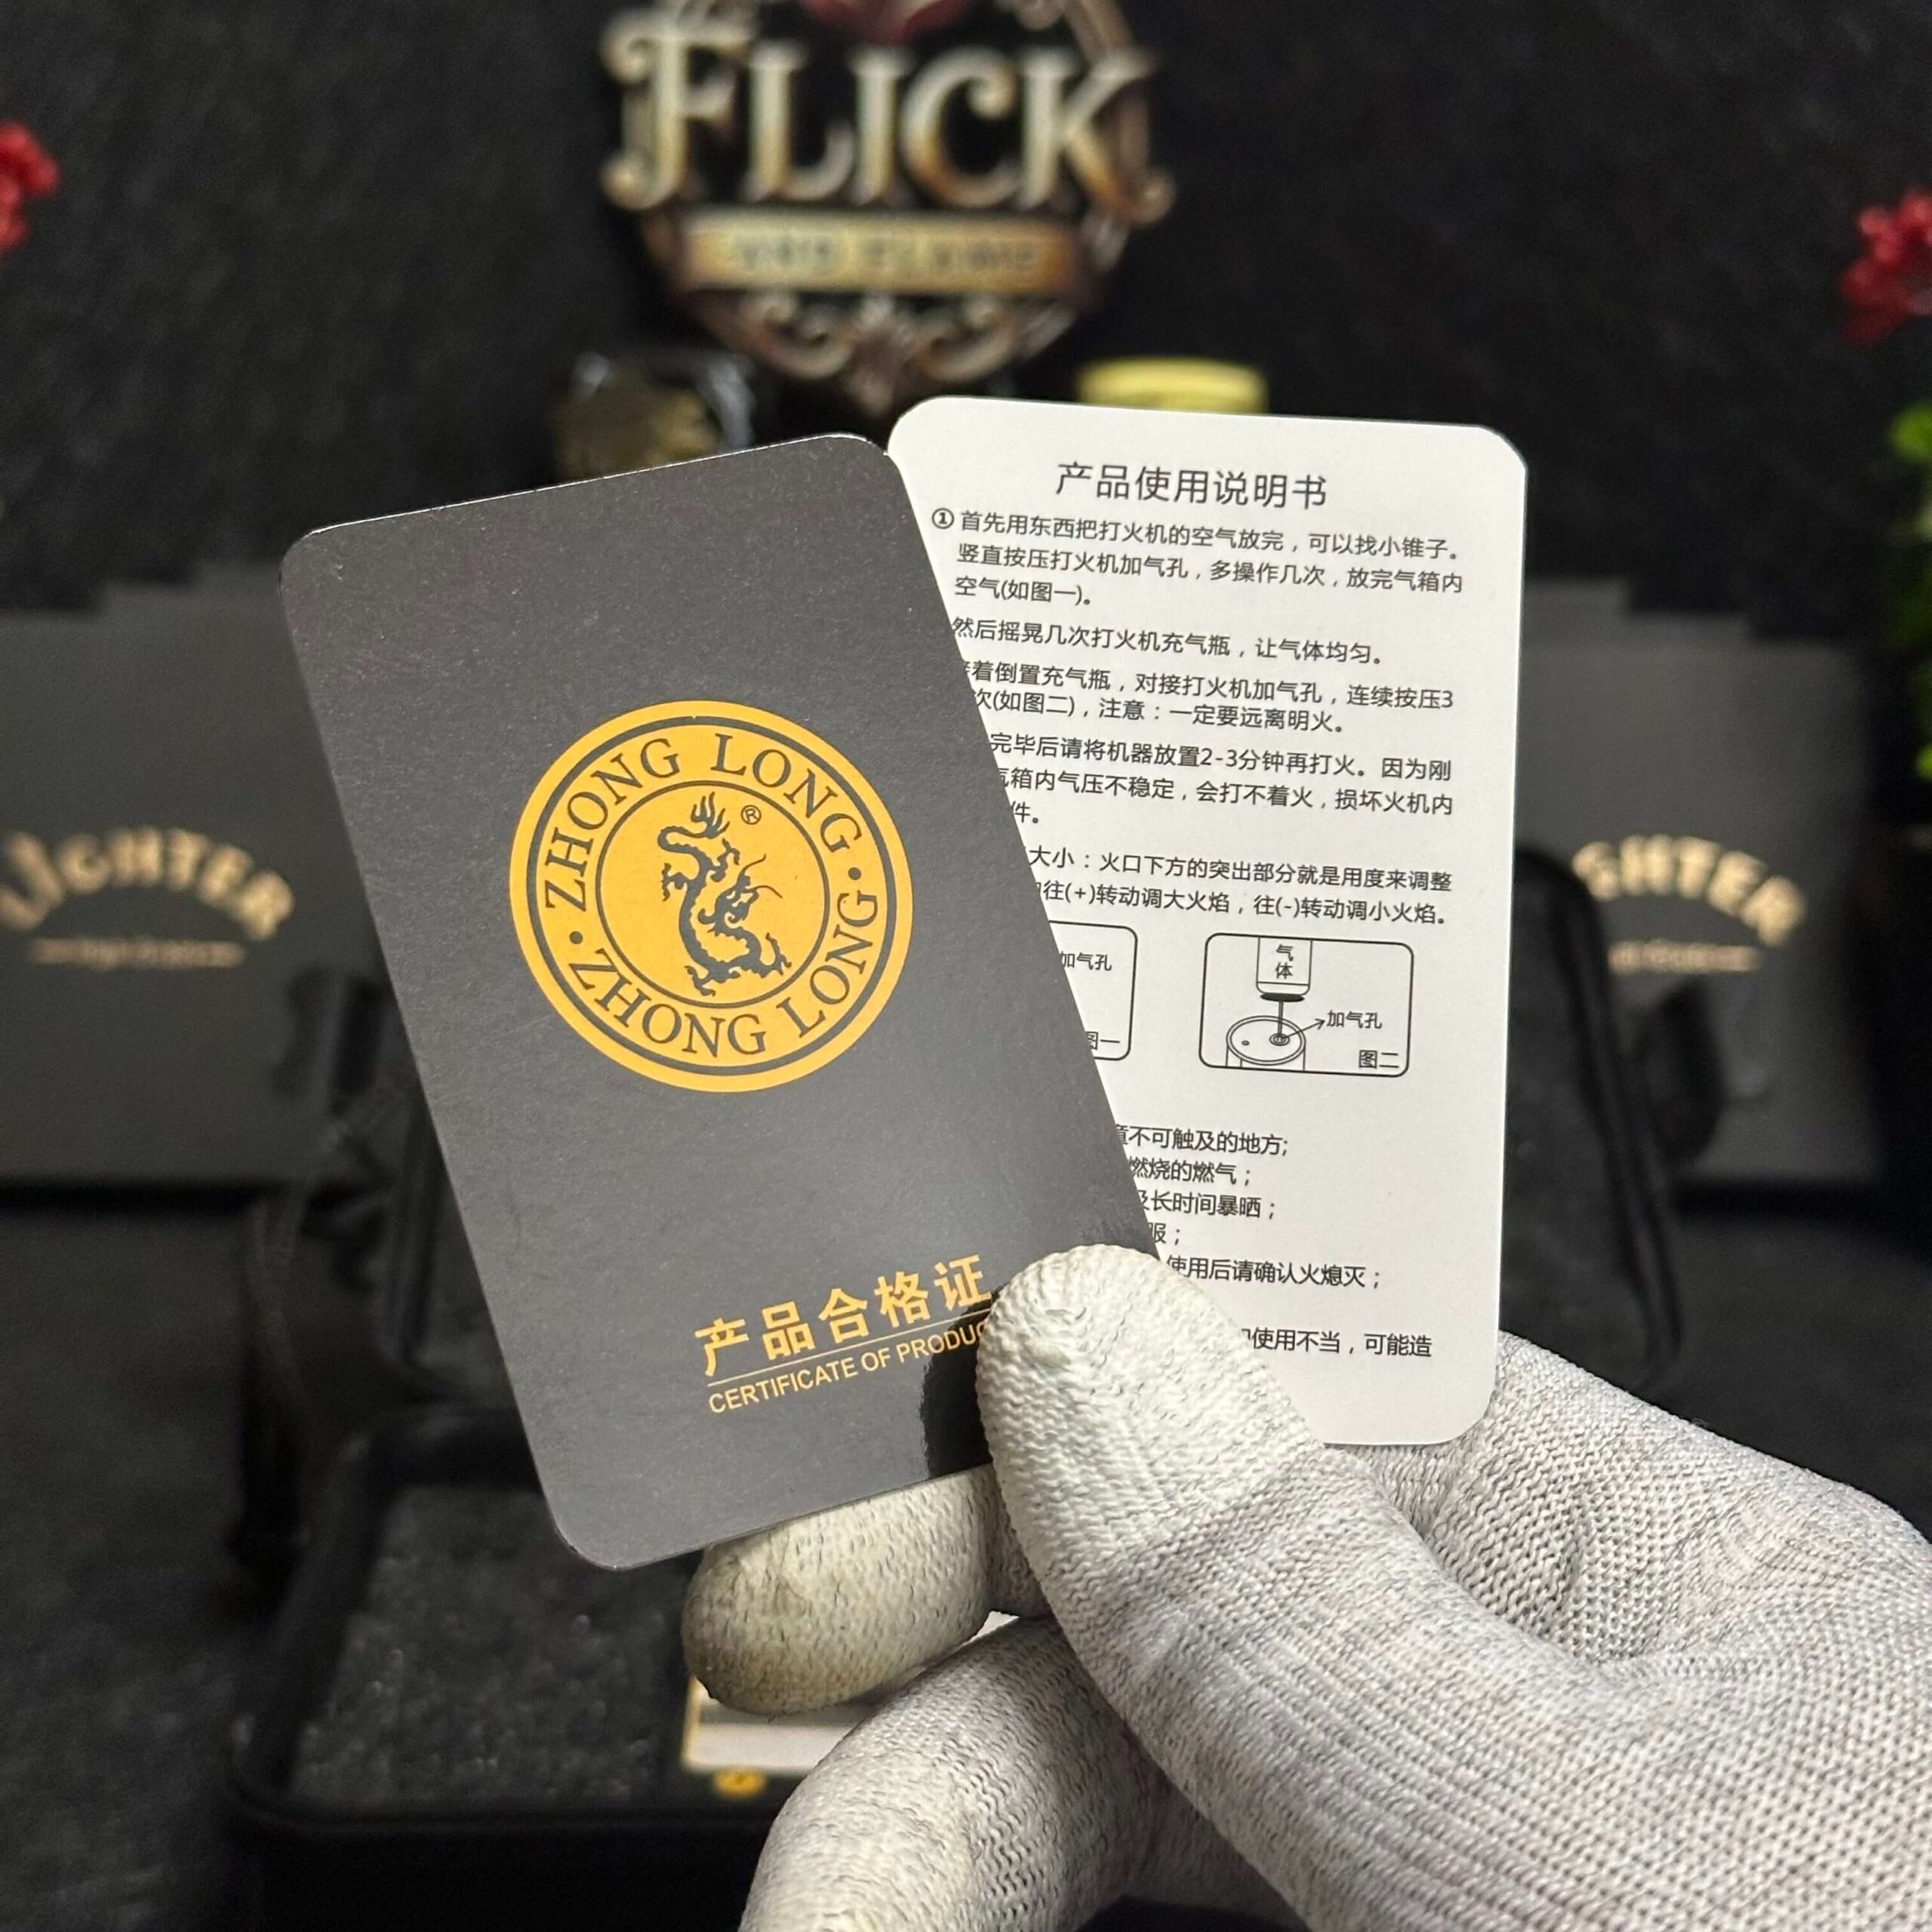 FLICK
AND FLAME
LIGHTER
GHTER
ZHONG LONG
ZHONG LONG
®
产品合格证
CERTIFICATE OF PRODUC
产品使用说明书
① 首先用东西把打火机的空气放完，可以找小锥子。
竖直按压打火机加气孔，多操作几次，放完气箱内
空气(如图一)。
然后摇晃几次打火机充气瓶，让气体均匀。
着倒置充气瓶，对接打火机加气孔，连续按压3
次(如图二)，注意：一定要远离明火。
完毕后请将机器放置2-3分钟再打火。因为刚
气箱内气压不稳定，会打不着火，损坏火机内
件。
大小：火口下方的突出部分就是用度来调整
往(+)转动调大火焰，往(-)转动调小火焰。
加气孔
图一
气
体
加气孔
图二
不可触及的地方;
燃烧的燃气；
长时间暴晒；
服；
使用后请确认火熄灭；
使用不当，可能造